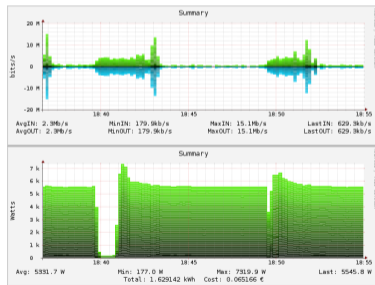 Summary
bits/s
20 M
10 M
0
-10 M
-20 M
18:40 18:45 18:50 18:55
AvgIN: 2.3Mb/s MinIN: 179.9kb/s MaxIN: 15.1Mb/s LastIN: 629.3kb/s
AvgOUT: 2.3Mb/s MinOUT: 179.9kb/s MaxOUT: 15.1Mb/s LastOUT: 629.3kb/s
Summary
Watts
7 k
6 k
5 k
4 k
3 k
2 k
1 k
0
18:40 18:45 18:50 18:55
Avg: 5331.7 W Min: 177.0 W Max: 7319.9 W Last: 5545.8 W
Total: 1.629142 kWh Cost: 0.065166 €